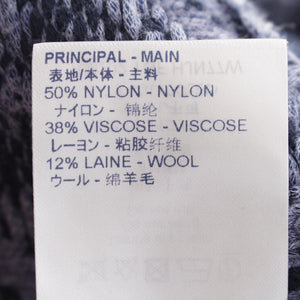 PRINCIPAL - MAIN
表地/本体 - 主料
50% NYLON - NYLON
ナイロン - 锦纶
38% VISCOSE - VISCOSE
レーヨン - 粘胶纤维
12% LAINE - WOOL
ウール - 绵羊毛